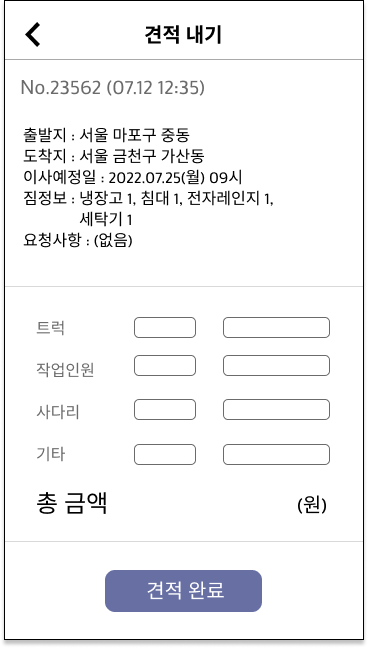 견적 내기
No.23562 (07.12 12:35)
출발지 : 서울 마포구 중동
도착지 : 서울 금천구 가산동
이사예정일 : 2022.07.25(월) 09시
짐정보 : 냉장고 1, 침대 1, 전자레인지 1,
세탁기 1
요청사항 : (없음)
트럭
작업인원
사다리
기타
총 금액 (원)
견적 완료